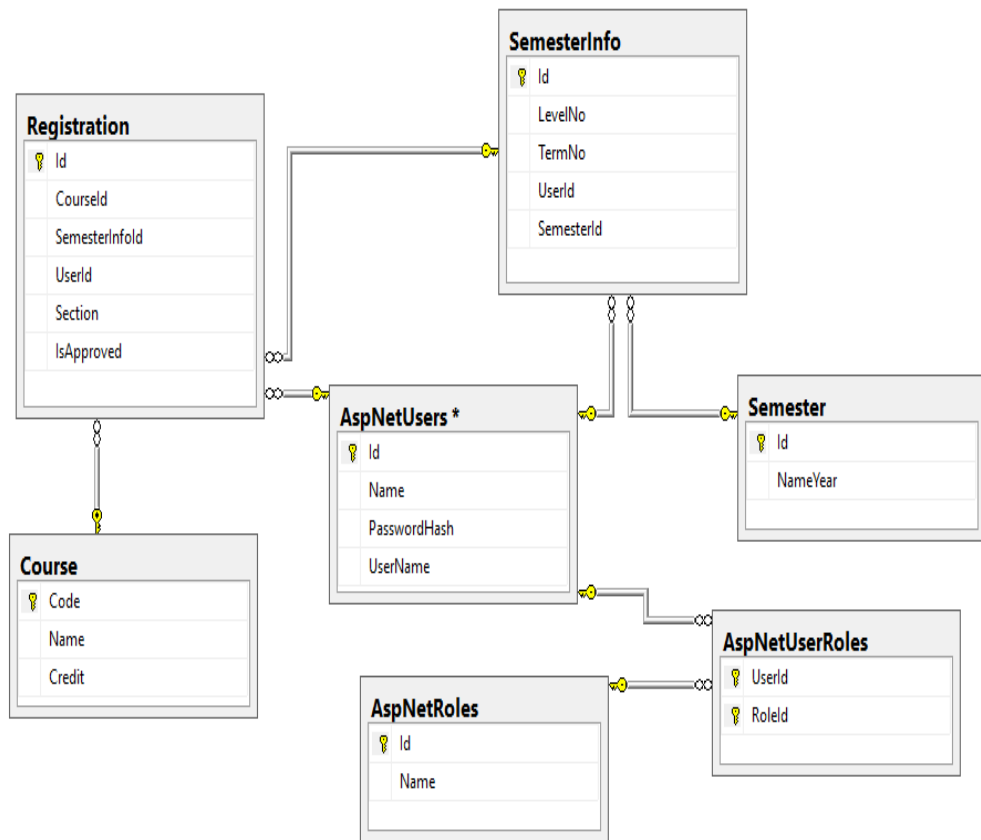 SemesterInfo
Id
LevelNo
TermNo
UserId
SemesterId
Registration
Id
CourseId
SemesterInfoId
UserId
Section
IsApproved
AspNetUsers *
Id
Name
PasswordHash
UserName
Semester
Id
NameYear
Course
Code
Name
Credit
AspNetUserRoles
UserId
RoleId
AspNetRoles
Id
Name